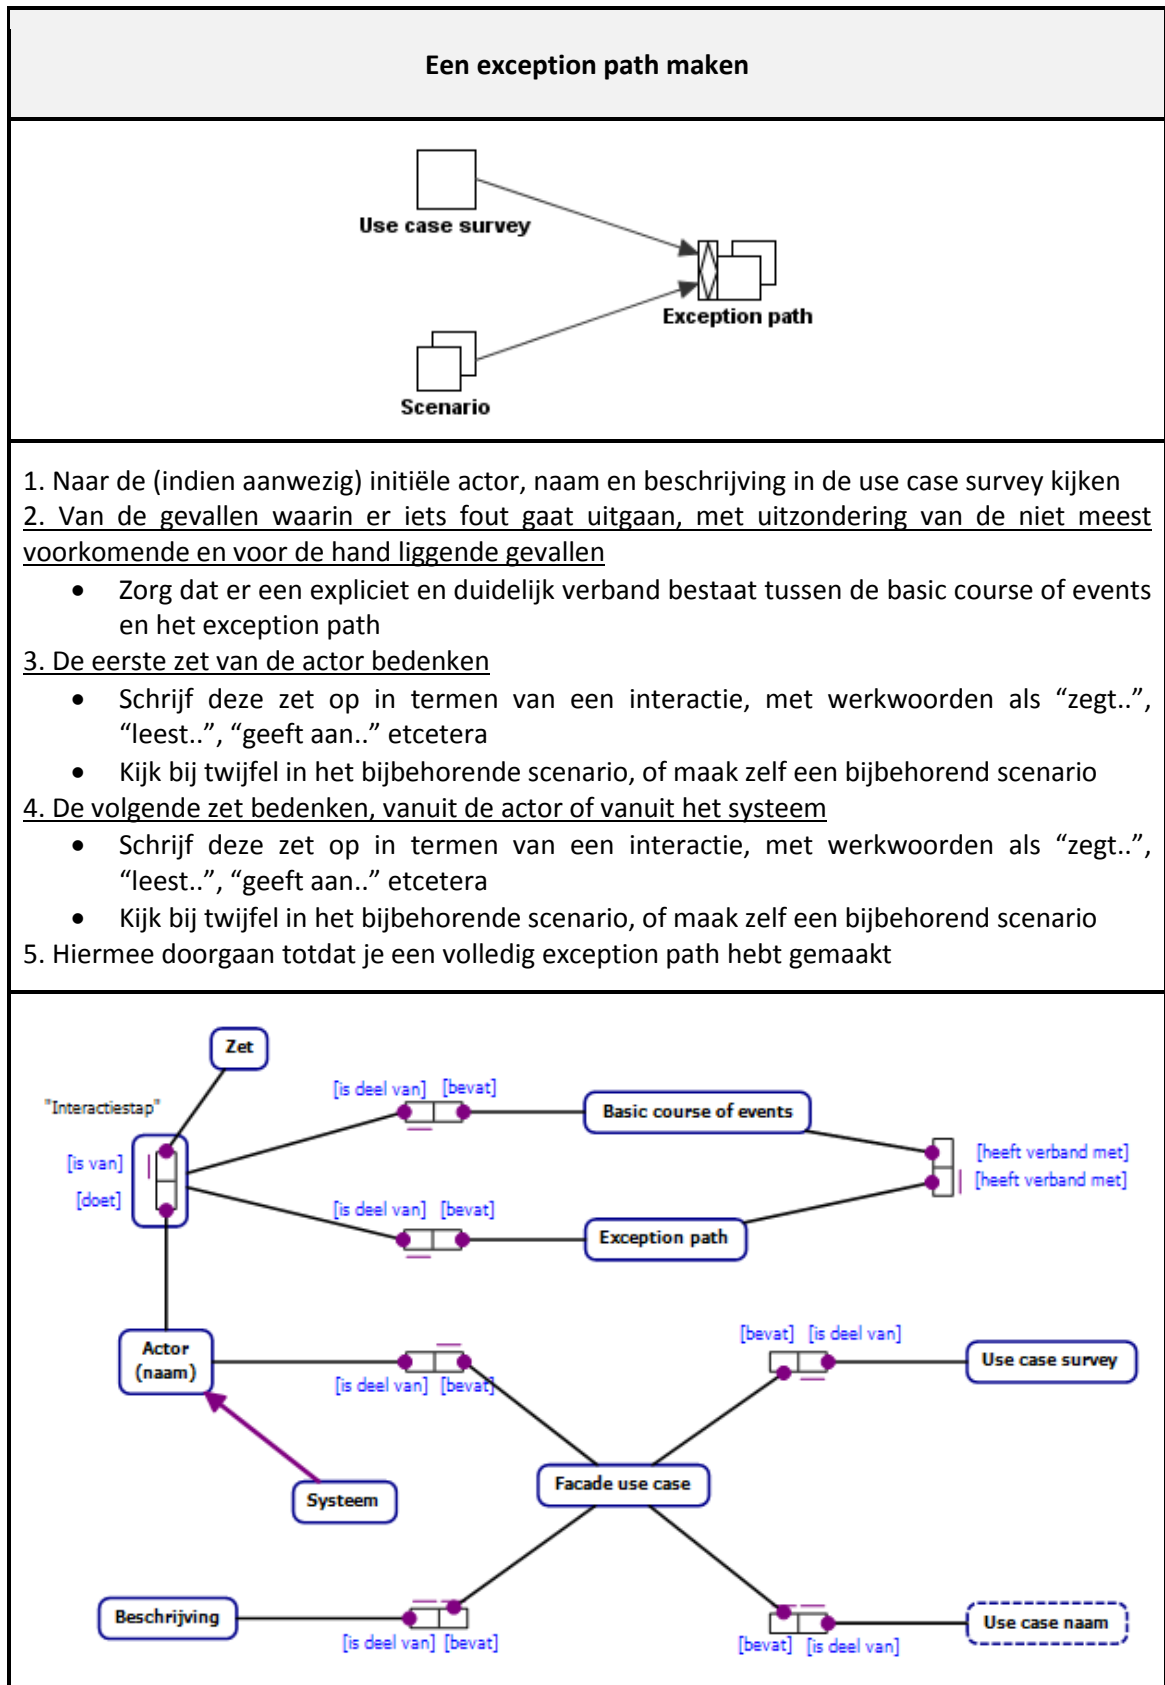 Een exception path maken
Use case survey
Exception path
Scenario
1. Naar de (indien aanwezig) initiële actor, naam en beschrijving in de use case survey kijken
2. Van de gevallen waarin er iets fout gaat uitgaan, met uitzondering van de niet meest
voorkomende en voor de hand liggende gevallen
• Zorg dat er een expliciet en duidelijk verband bestaat tussen de basic course of events
en het exception path
3. De eerste zet van de actor bedenken
• Schrijf deze zet op in termen van een interactie, met werkwoorden als “zegt..”,
“leest..”, “geeft aan..” etcetera
• Kijk bij twijfel in het bijbehorende scenario, of maak zelf een bijbehorend scenario
4. De volgende zet bedenken, vanuit de actor of vanuit het systeem
• Schrijf deze zet op in termen van een interactie, met werkwoorden als “zegt..”,
“leest..”, “geeft aan..” etcetera
• Kijk bij twijfel in het bijbehorende scenario, of maak zelf een bijbehorend scenario
5. Hiermee doorgaan totdat je een volledig exception path hebt gemaakt
Zet
"Interactiestap"
[is deel van] [bevat]
Basic course of events
[is van]
[doet]
[heeft verband met]
[heeft verband met]
[is deel van] [bevat]
Exception path
Actor
(naam)
[is deel van] [bevat]
[bevat] [is deel van]
Use case survey
Systeem
Facade use case
Beschrijving
[is deel van] [bevat]
[bevat] [is deel van]
Use case naam